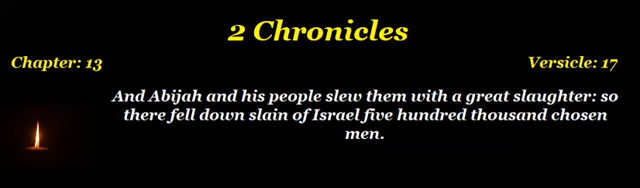 2 Chronicles
Chapter: 13 Versicle: 17
And Abijah and his people slew them with a great slaughter: so
there fell down slain of Israel five hundred thousand chosen
men.